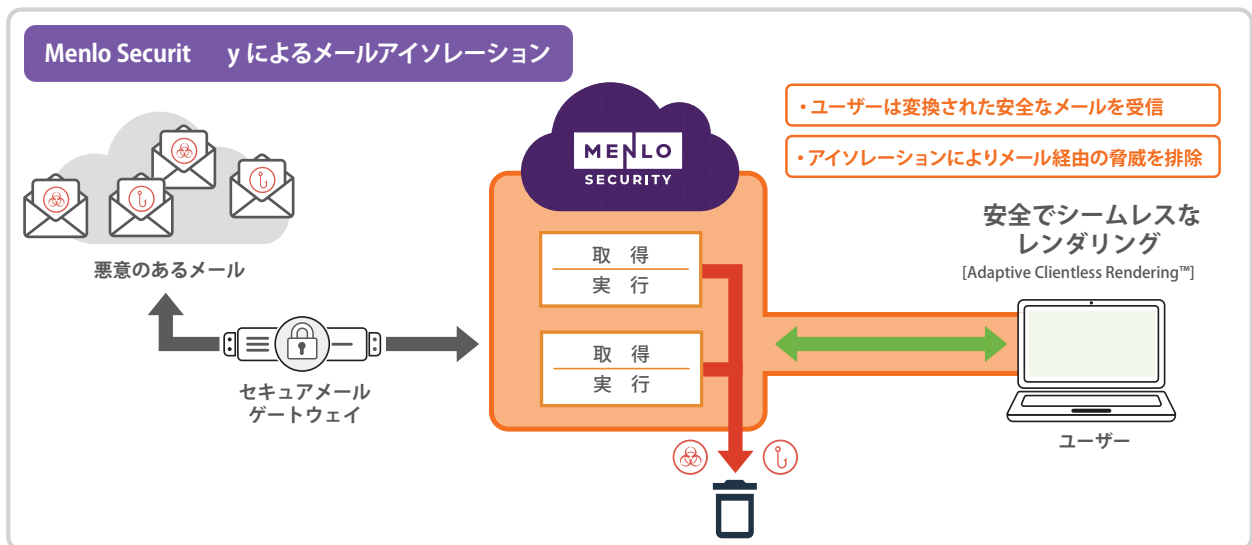 Menlo Securit y によるメールアイソレーション
・ユーザーは変換された安全なメールを受信
・アイソレーションによりメール経由の脅威を排除
MENLO
SECURITY
安全でシームレスな
レンダリング
[Adaptive Clientless Rendering™]
悪意のあるメール
取 得
実 行
取 得
実 行
セキュアメール
ゲートウェイ
ユーザー